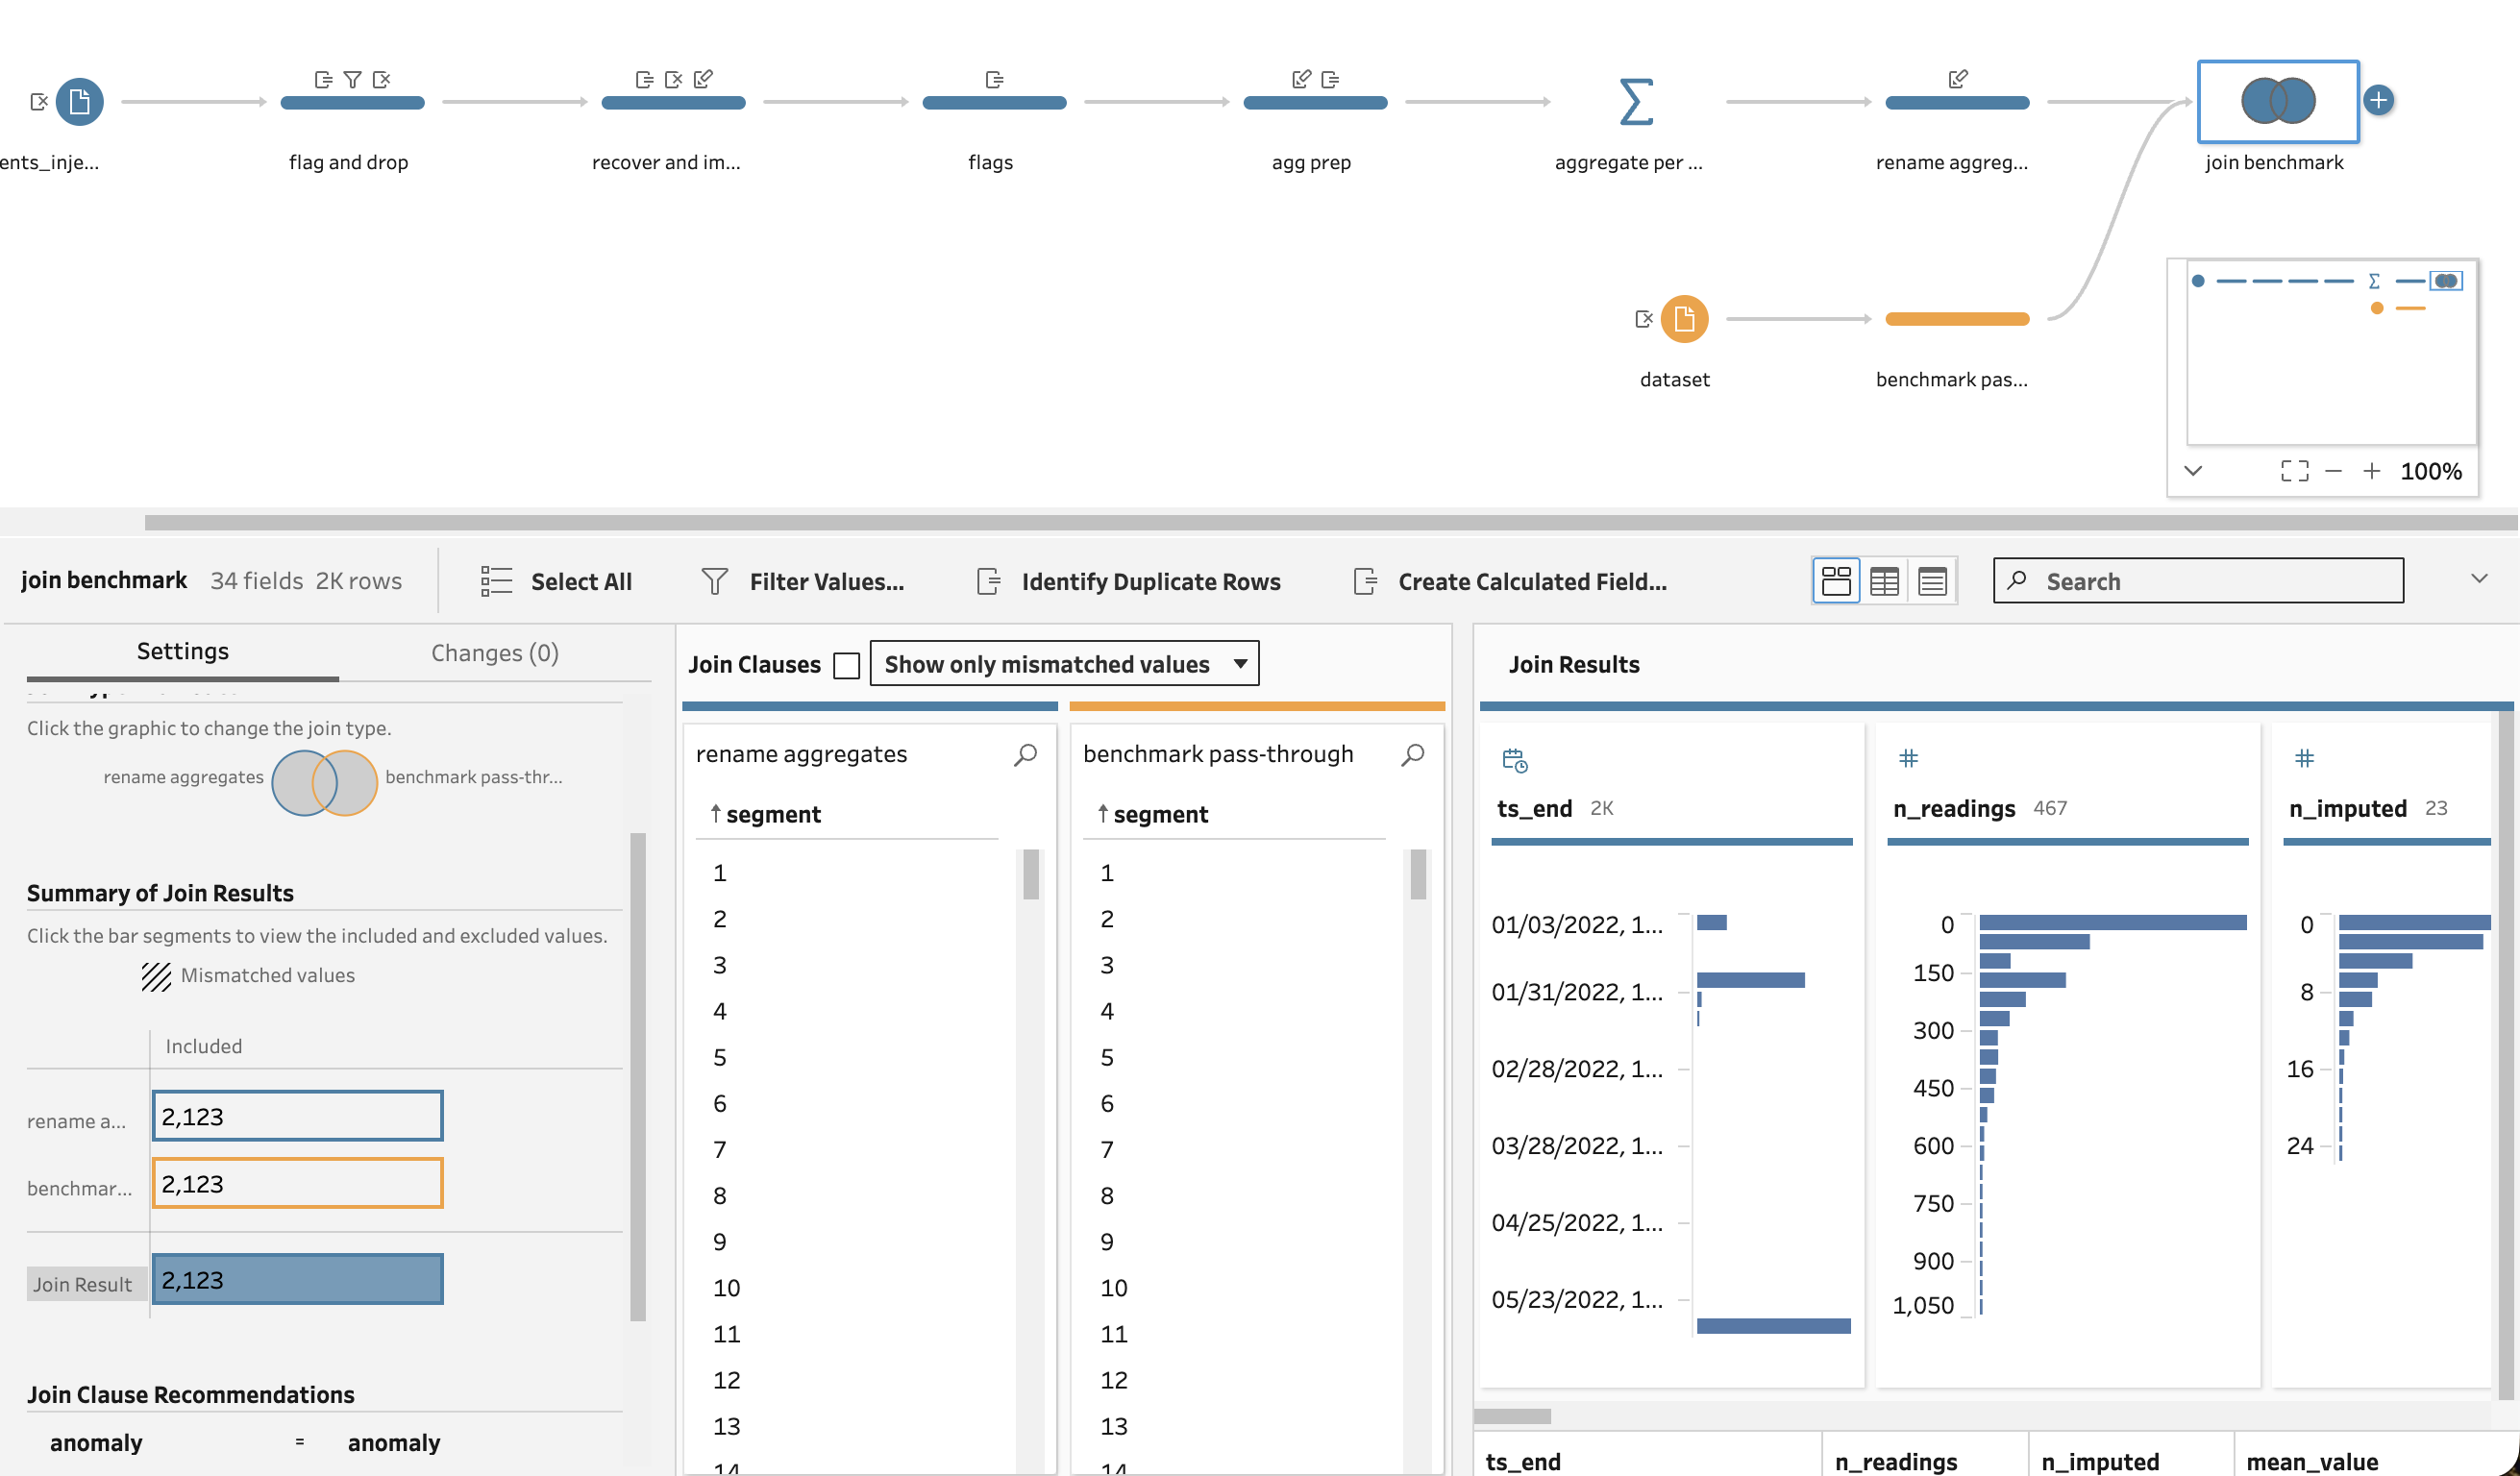 ents_inje...
flag and drop
recover and im...
flags
agg prep
aggregate per ...
rename aggreg...
join benchmark
dataset
benchmark pas...
100%
join benchmark 34 fields 2K rows
Select All
Filter Values...
Identify Duplicate Rows
Create Calculated Field...
Search
Settings
Changes (0)
Click the graphic to change the join type.
rename aggregates
benchmark pass-thr...
Summary of Join Results
Click the bar segments to view the included and excluded values.
Mismatched values
Included
rename a...
2,123
benchmar...
2,123
Join Result
2,123
Join Clause Recommendations
anomaly = anomaly
Join Clauses
Show only mismatched values
rename aggregates
segment
1
2
3
4
5
6
7
8
9
10
11
12
13
14
benchmark pass-through
segment
1
2
3
4
5
6
7
8
9
10
11
12
13
14
Join Results
ts_end 2K
01/03/2022, 1...
01/31/2022, 1...
02/28/2022, 1...
03/28/2022, 1...
04/25/2022, 1...
05/23/2022, 1...
n_readings 467
0
150
300
450
600
750
900
1,050
n_imputed 23
0
8
16
24
ts_end
n_readings
n_imputed
mean_value